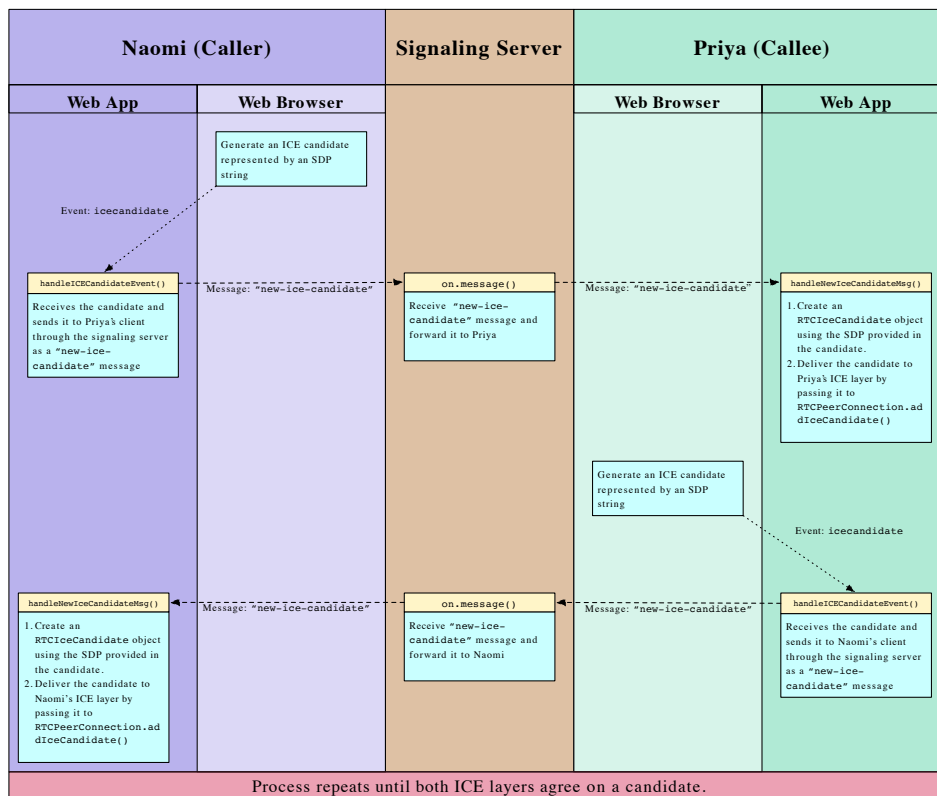 Naomi (Caller)
Signaling Server
Priya (Callee)
Web App
Web Browser
Web Browser
Web App
Generate an ICE candidate
represented by an SDP
string
Event: icecandidate
handleICECandidateEvent()
Receives the candidate and
sends it to Priya's client
through the signaling server
as a "new-ice-
candidate" message
Message: "new-ice-candidate"
on.message()
Receive "new-ice-
candidate" message and
forward it to Priya
Message: "new-ice-candidate"
handleNewIceCandidateMsg()
1. Create an
RTCIceCandidate object
using the SDP provided in
the candidate.
2. Deliver the candidate to
Priya's ICE layer by
passing it to
RTCPeerConnection.ad
dIceCandidate()
Generate an ICE candidate
represented by an SDP
string
Event: icecandidate
handleNewIceCandidateMsg()
1. Create an
RTCIceCandidate object
using the SDP provided in
the candidate.
2. Deliver the candidate to
Naomi's ICE layer by
passing it to
RTCPeerConnection.ad
dIceCandidate()
Message: "new-ice-candidate"
on.message()
Receive "new-ice-
candidate" message and
forward it to Naomi
Message: "new-ice-candidate"
handleICECandidateEvent()
Receives the candidate and
sends it to Naomi's client
through the signaling server
as a "new-ice-
candidate" message
Process repeats until both ICE layers agree on a candidate.